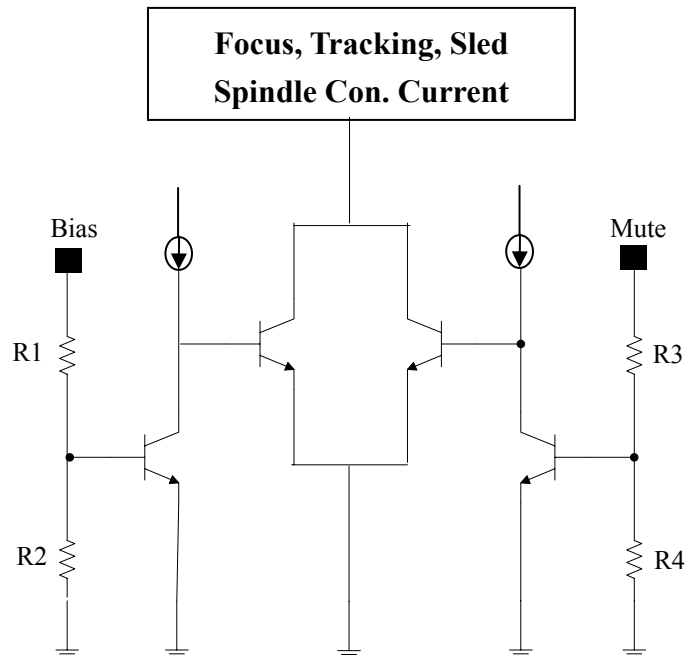 Focus, Tracking, Sled
Spindle Con. Current
Bias
Mute
R1
R3
R2
R4